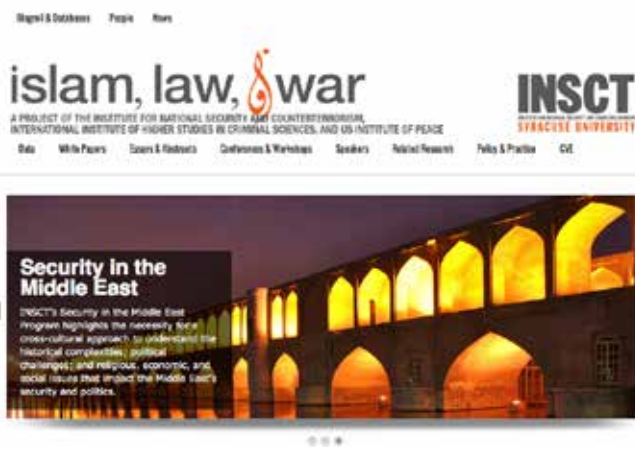 Blogroll & Databases People News
islam, law, و war
A PROJECT OF THE INSTITUTE FOR NATIONAL SECURITY AND COUNTERTERRORISM,
INTERNATIONAL INSTITUTE OF HIGHER STUDIES IN CRIMINAL SCIENCES, AND US INSTITUTE OF PEACE
INSCT
SYRACUSE UNIVERSITY
Data White Papers Essays & Abstracts Conferences & Workshops Speakers Related Research Policy & Practice CVE
Security in the
Middle East
INSCT's Security in the Middle East
Program highlights the necessity for a
cross-cultural approach to understand the
historical complexities; political
challenges; and religious, economic, and
social issues that impact the Middle East's
security and politics.